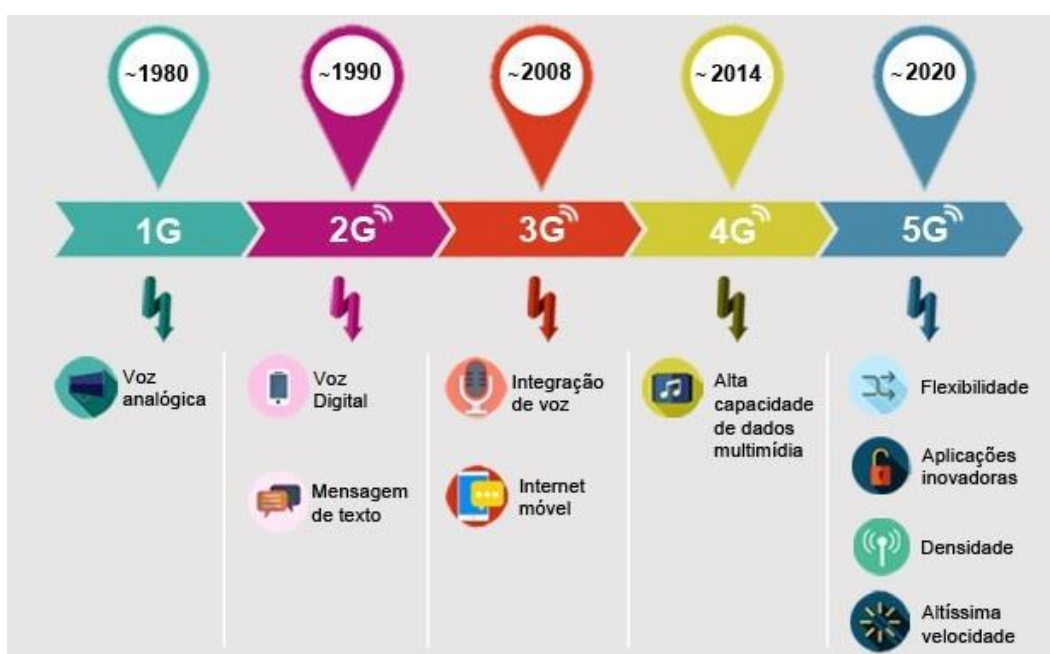 ~1980
~1990
~2008
~2014
~2020
1G
2G
3G
4G
5G
Voz
analógica
Voz
Digital
Mensagem
de texto
Integração
de voz
Internet
móvel
Alta
capacidade
de dados
multimídia
Flexibilidade
Aplicações
inovadoras
Densidade
Altíssima
velocidade